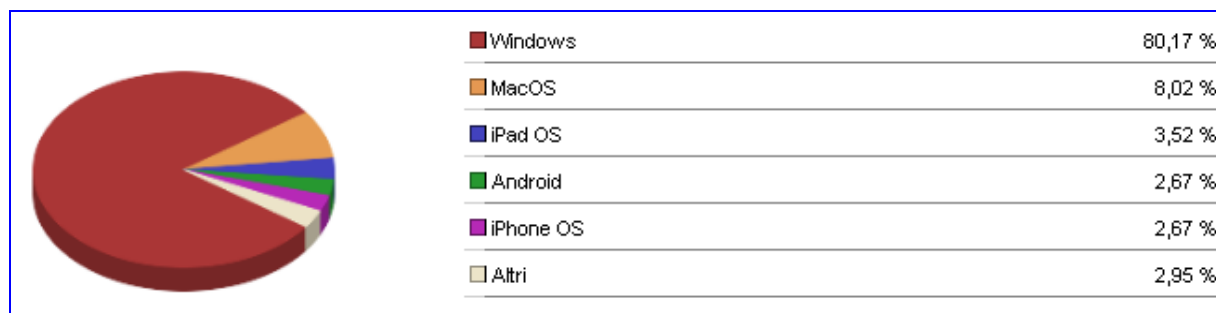 Windows 80,17 %
MacOS 8,02 %
iPad OS 3,52 %
Android 2,67 %
iPhone OS 2,67 %
Altri 2,95 %